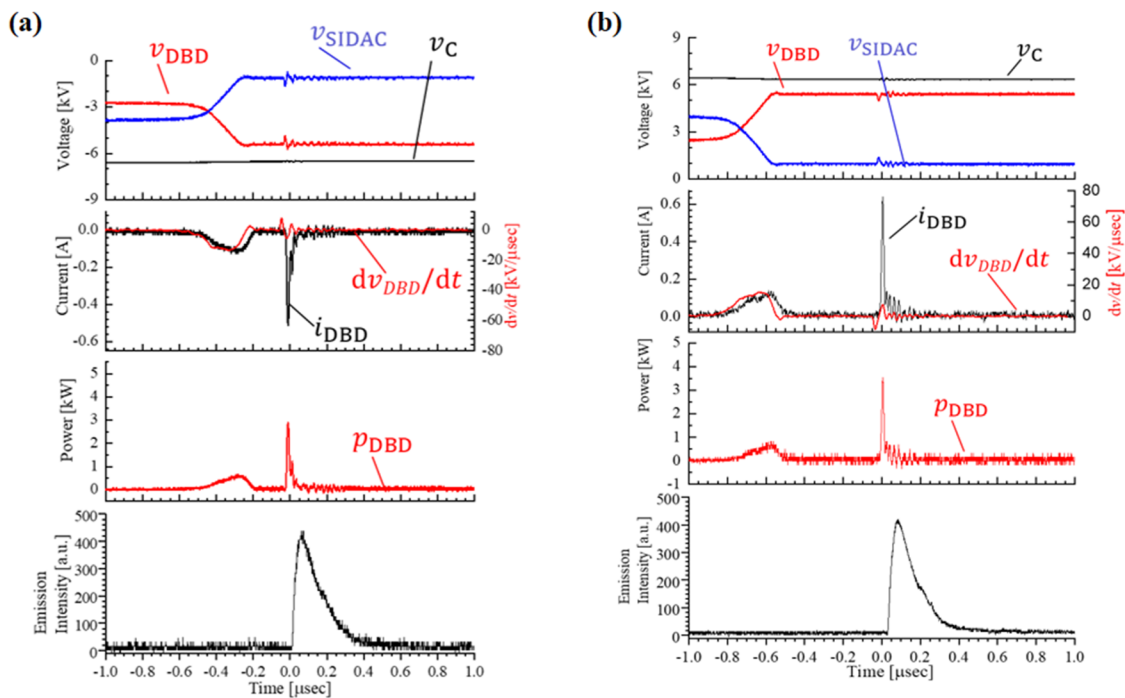 (a)
v_DBD
v_SIDAC
v_C
0
-3
-6
-9
Voltage [kV]
0.0
-0.2
-0.4
-0.6
Current [A]
0
-20
-40
-60
-80
dv/dt [kV/μsec]
dv_DBD/dt
i_DBD
5
4
3
2
1
0
Power [kW]
p_DBD
500
400
300
200
100
0
Emission
Intensity [a.u.]
-1.0 -0.8 -0.6 -0.4 -0.2 0.0 0.2 0.4 0.6 0.8 1.0
Time [μsec]
(b)
v_DBD
v_SIDAC
v_C
9
6
3
0
Voltage [kV]
0.6
0.4
0.2
0.0
Current [A]
80
60
40
20
0
dv/dt [kV/μsec]
i_DBD
dv_DBD/dt
5
4
3
2
1
0
-1
Power [kW]
p_DBD
500
400
300
200
100
0
Emission
Intensity [a.u.]
-1.0 -0.8 -0.6 -0.4 -0.2 0.0 0.2 0.4 0.6 0.8 1.0
Time [μsec]